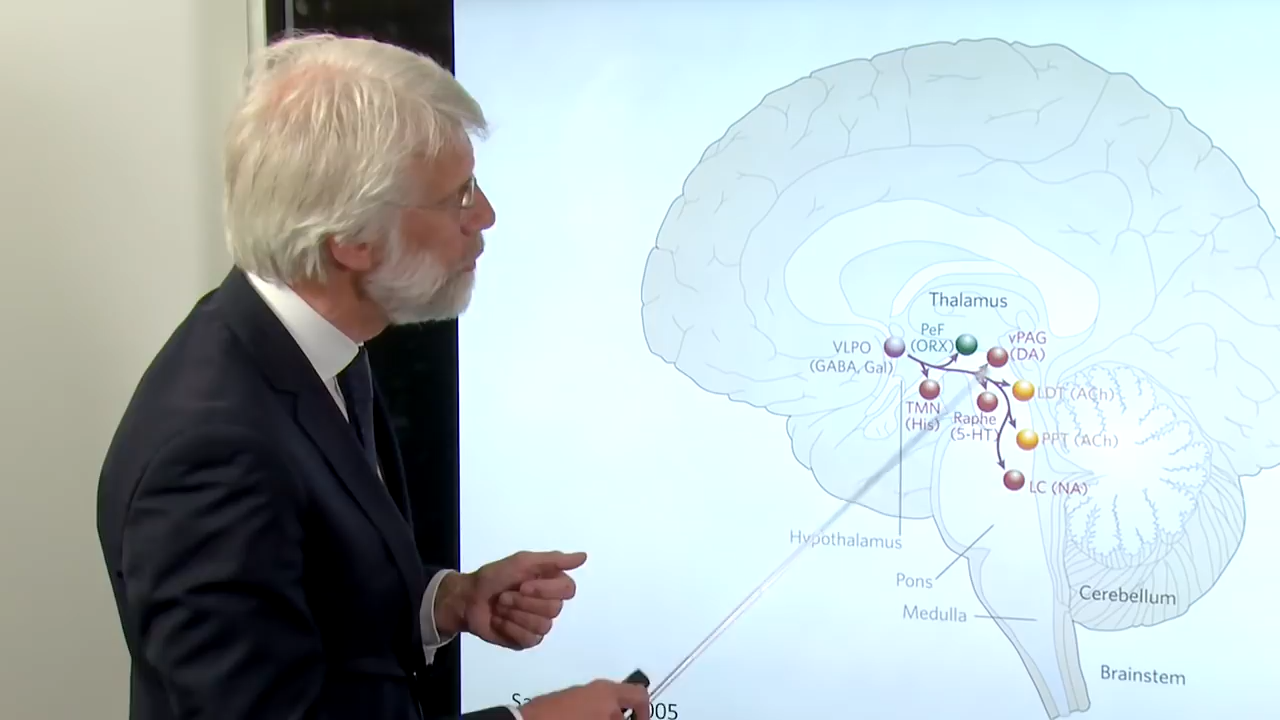 Thalamus
PeF
(ORX)
vPAG
(DA)
VLPO
(GABA, Gal)
TMN
(His)
Raphe
(5-HT)
LDT (ACh)
PPT (ACh)
LC (NA)
Hypothalamus
Pons
Medulla
Cerebellum
Brainstem